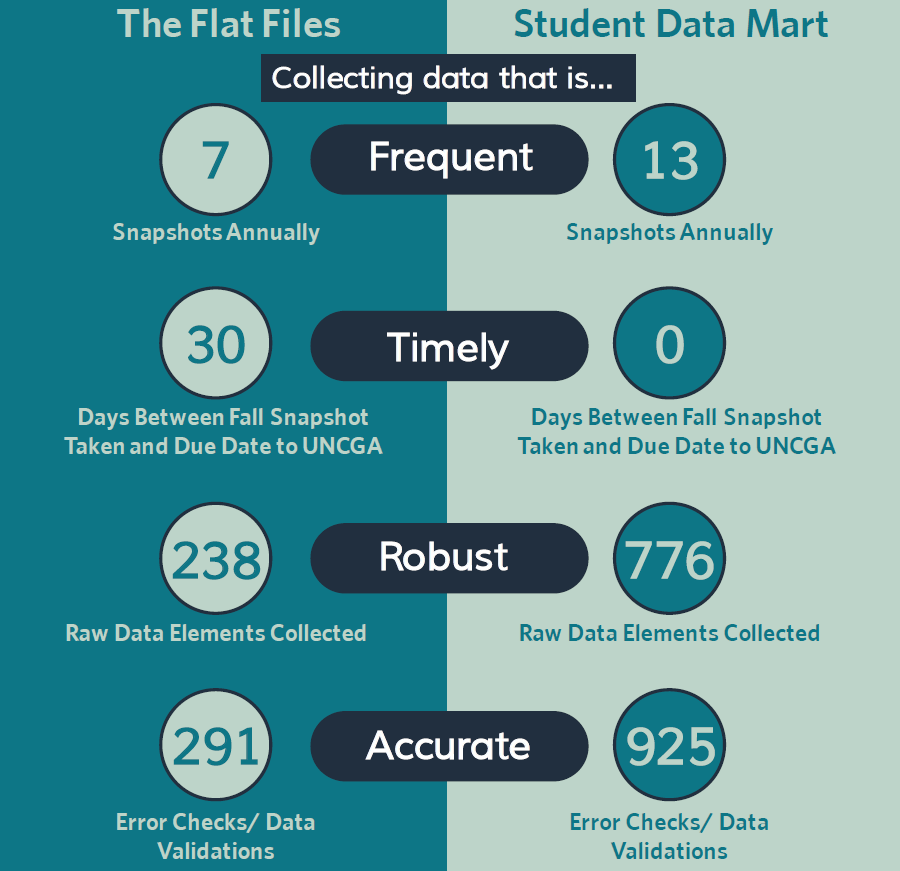 The Flat Files
Student Data Mart
Collecting data that is...
7
Frequent
13
Snapshots Annually
Snapshots Annually
30
Timely
0
Days Between Fall Snapshot
Taken and Due Date to UNCGA
Days Between Fall Snapshot
Taken and Due Date to UNCGA
238
Robust
776
Raw Data Elements Collected
Raw Data Elements Collected
291
Accurate
925
Error Checks/ Data
Validations
Error Checks/ Data
Validations